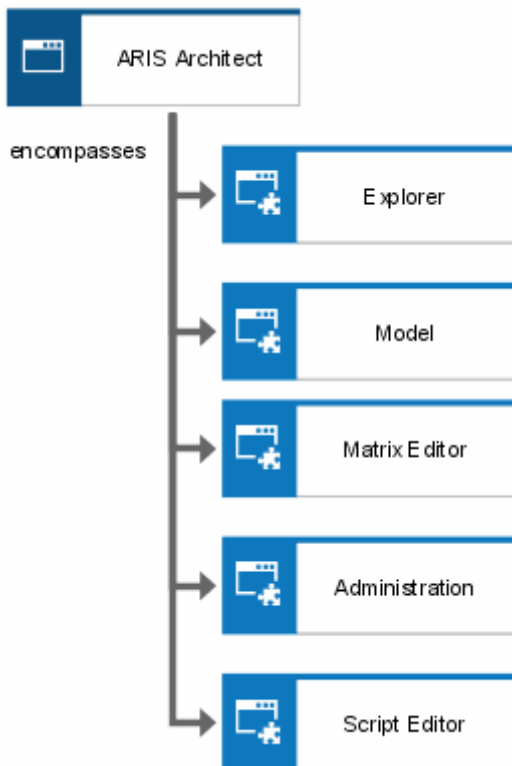 ARIS Architect
encompasses
Explorer
Model
Matrix Editor
Administration
Script Editor